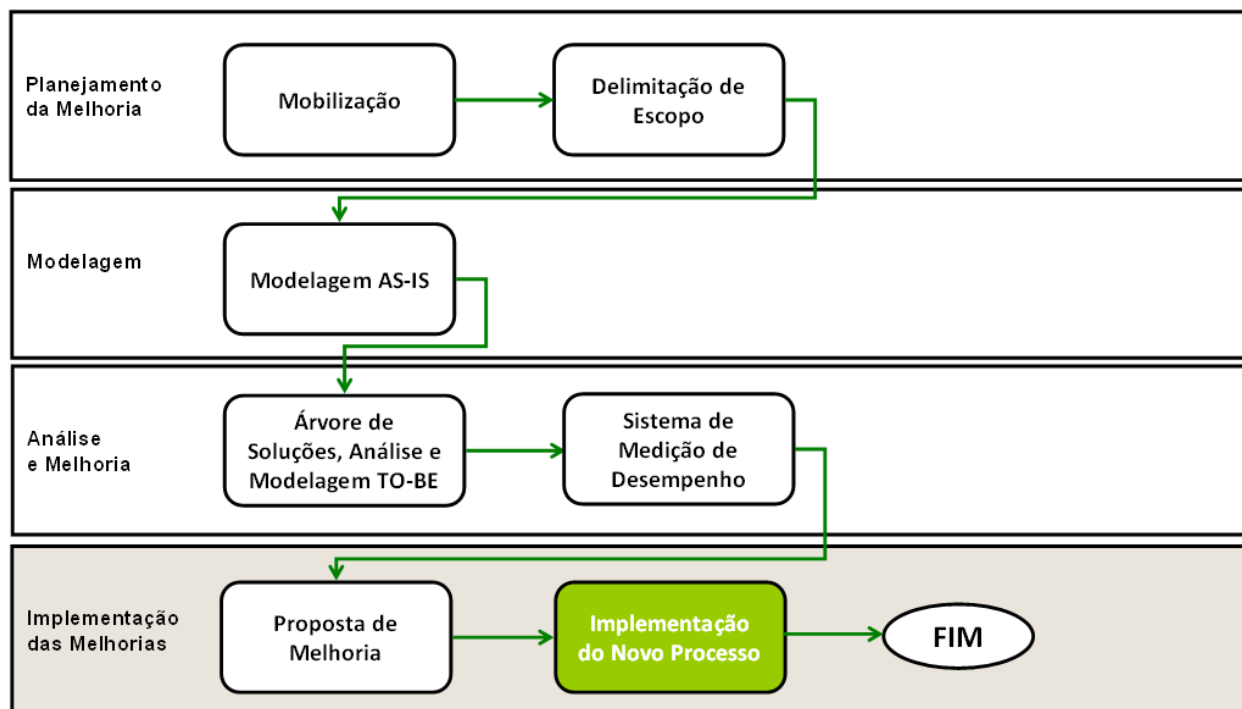 Planejamento
da Melhoria
Mobilização
Delimitação de
Escopo
Modelagem
Modelagem AS-IS
Análise
e Melhoria
Árvore de
Soluções, Análise e
Modelagem TO-BE
Sistema de
Medição de
Desempenho
Implementação
das Melhorias
Proposta de
Melhoria
Implementação
do Novo Processo
FIM